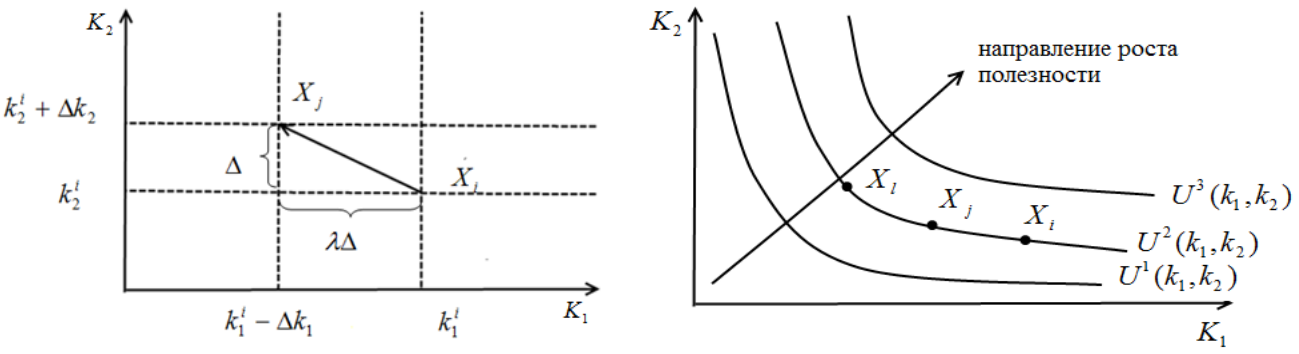 K₂
k₂ⁱ + Δk₂
X_j
Δ
Xᵢ
k₂ⁱ
λΔ
k₁ⁱ − Δk₁
k₁ⁱ
K₁
K₂
направление роста
полезности
X_l
X_j
X_i
U³(k₁,k₂)
U²(k₁,k₂)
U¹(k₁,k₂)
K₁